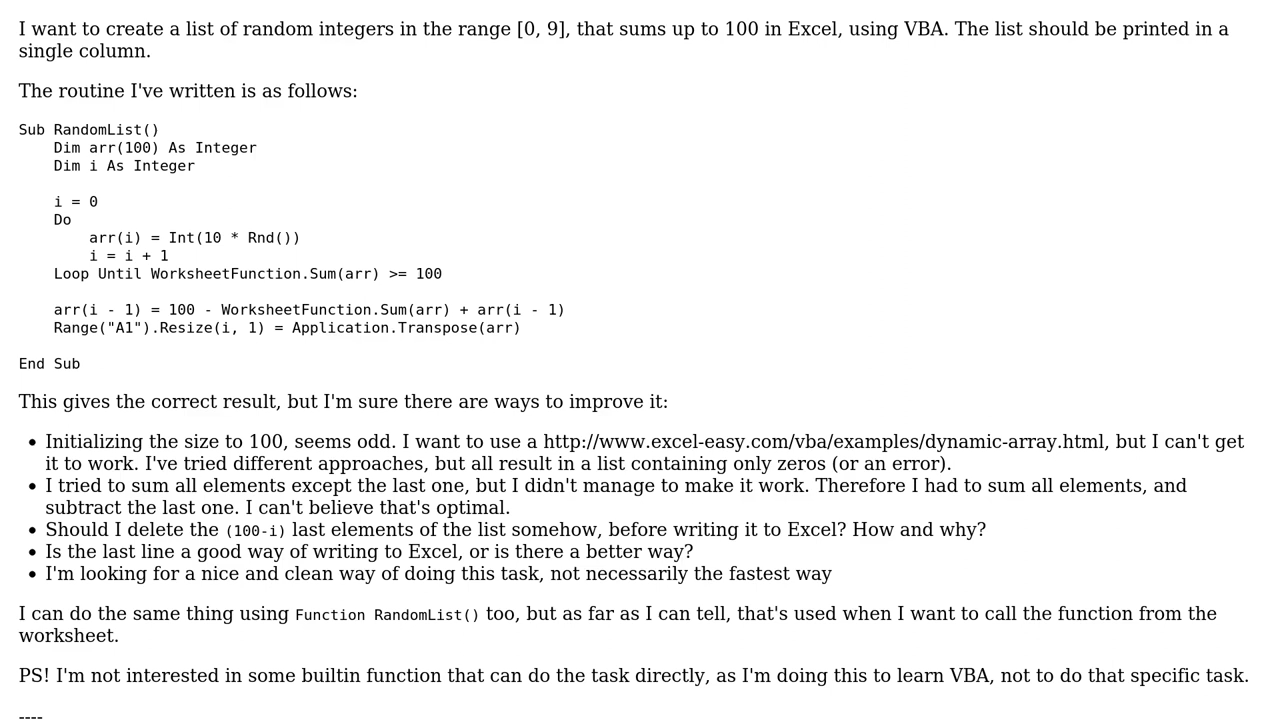 I want to create a list of random integers in the range [0, 9], that sums up to 100 in Excel, using VBA. The list should be printed in a
single column.
The routine I've written is as follows:
Sub RandomList()
    Dim arr(100) As Integer
    Dim i As Integer

    i = 0
    Do
        arr(i) = Int(10 * Rnd())
        i = i + 1
    Loop Until WorksheetFunction.Sum(arr) >= 100

    arr(i - 1) = 100 - WorksheetFunction.Sum(arr) + arr(i - 1)
    Range("A1").Resize(i, 1) = Application.Transpose(arr)

End Sub
This gives the correct result, but I'm sure there are ways to improve it:
• Initializing the size to 100, seems odd. I want to use a http://www.excel-easy.com/vba/examples/dynamic-array.html, but I can't get
it to work. I've tried different approaches, but all result in a list containing only zeros (or an error).
• I tried to sum all elements except the last one, but I didn't manage to make it work. Therefore I had to sum all elements, and
subtract the last one. I can't believe that's optimal.
• Should I delete the (100-i) last elements of the list somehow, before writing it to Excel? How and why?
• Is the last line a good way of writing to Excel, or is there a better way?
• I'm looking for a nice and clean way of doing this task, not necessarily the fastest way
I can do the same thing using Function RandomList() too, but as far as I can tell, that's used when I want to call the function from the
worksheet.
PS! I'm not interested in some builtin function that can do the task directly, as I'm doing this to learn VBA, not to do that specific task.
----